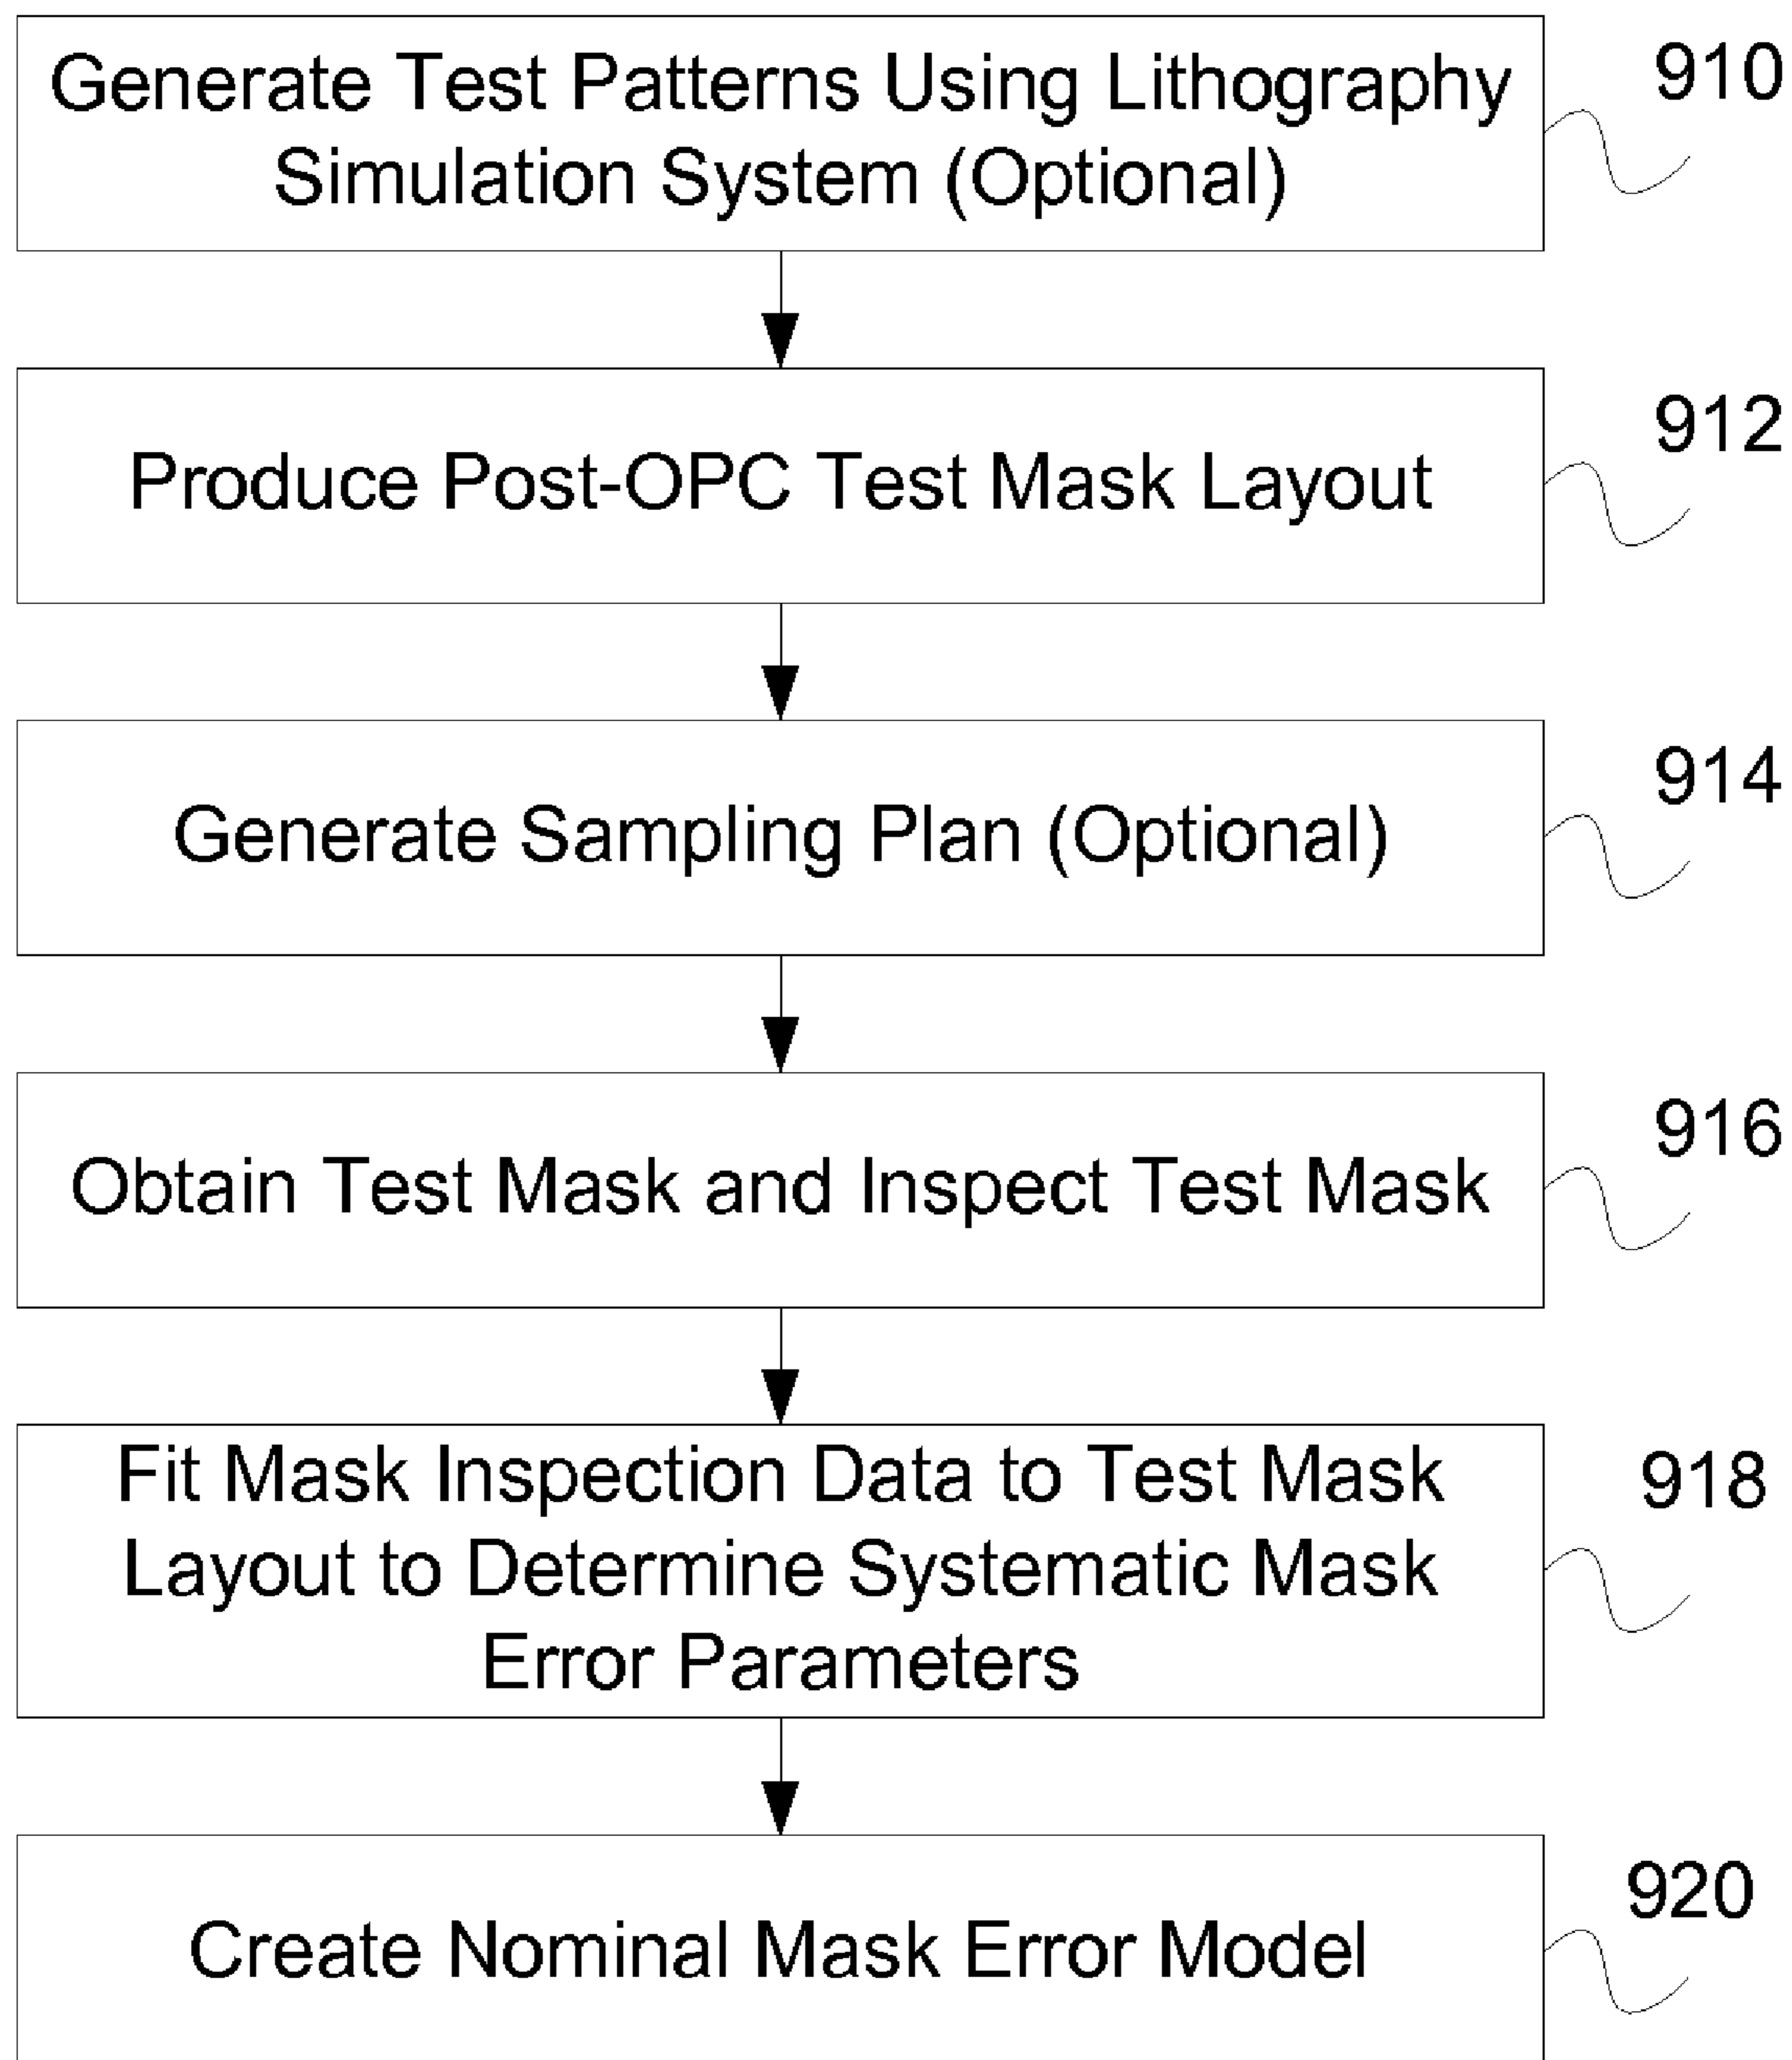 Generate Test Patterns Using Lithography
Simulation System (Optional)
910
Produce Post-OPC Test Mask Layout
912
Generate Sampling Plan (Optional)
914
Obtain Test Mask and Inspect Test Mask
916
Fit Mask Inspection Data to Test Mask
Layout to Determine Systematic Mask
Error Parameters
918
Create Nominal Mask Error Model
920